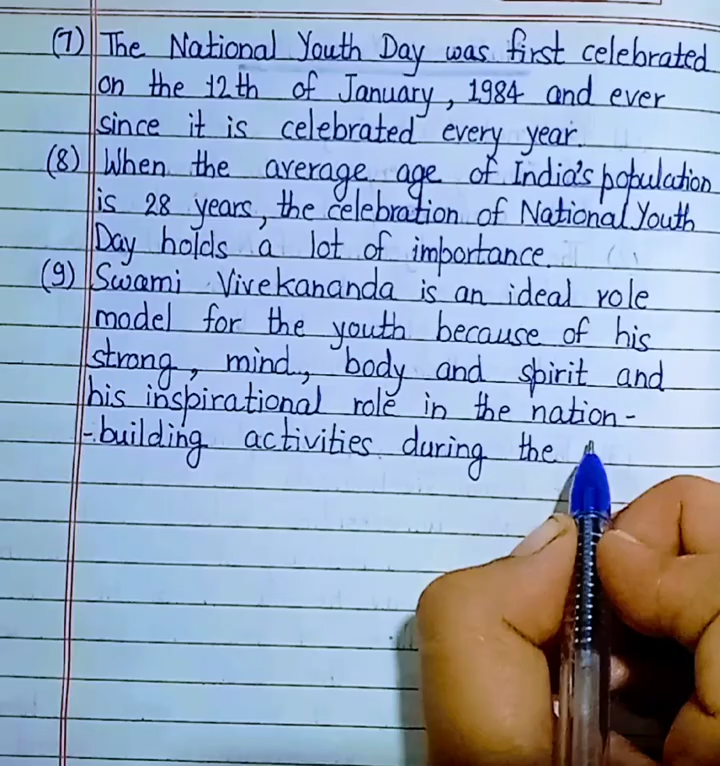 (7) The National Youth Day was first celebrated
on the 12th of January, 1984 and ever
since it is celebrated every year.
(8) When the average age of India's population
is 28 years, the celebration of National Youth
Day holds a lot of importance.
(9) Swami Vivekananda is an ideal role
model for the youth because of his
strong, mind, body and spirit and
his inspirational role in the nation-
-building activities during the